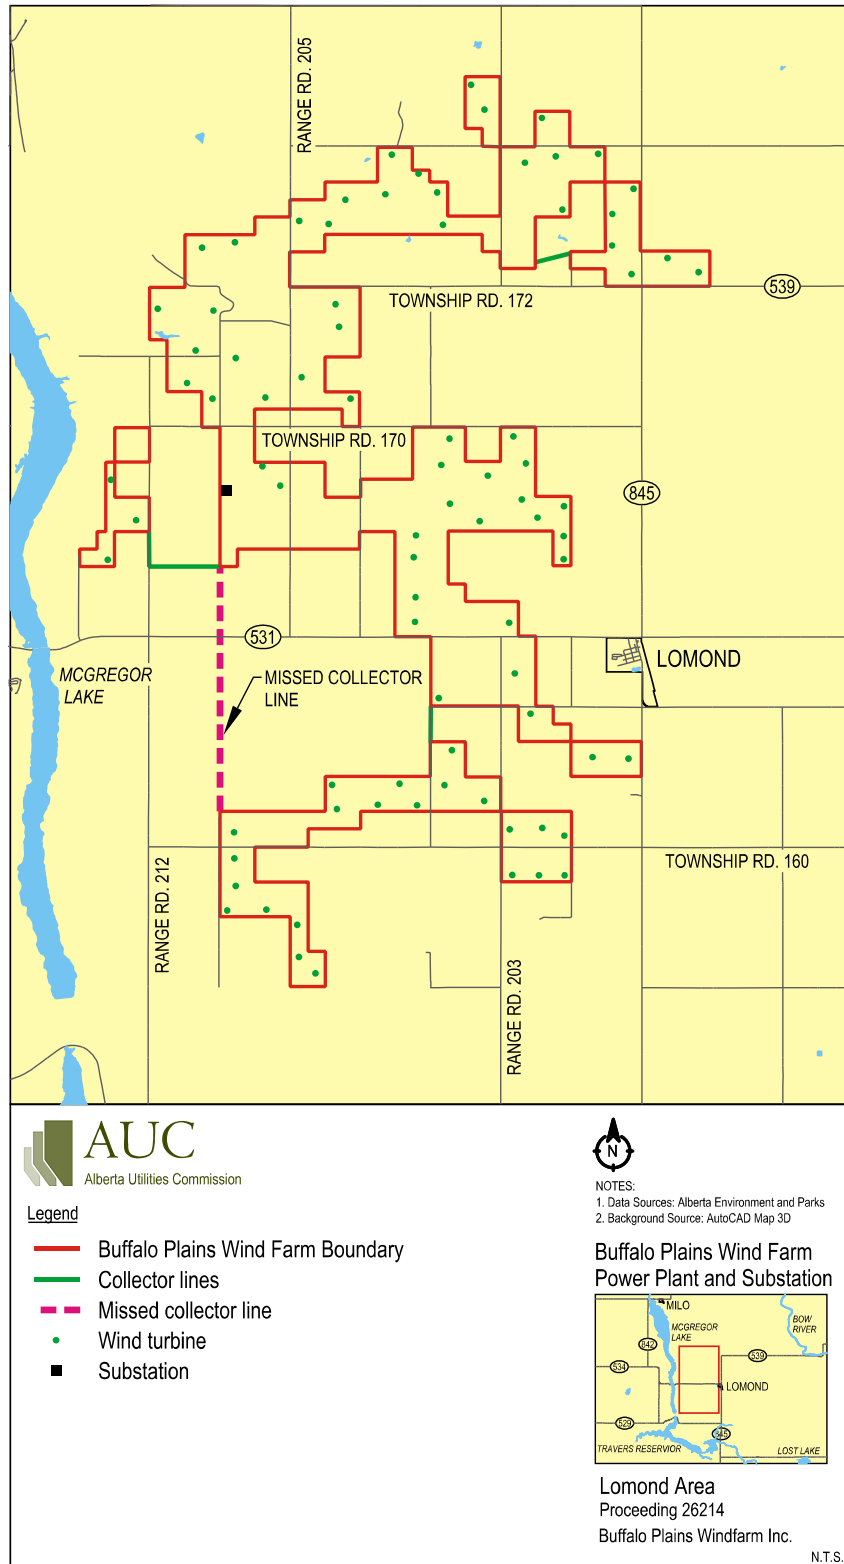 RANGE RD. 205
TOWNSHIP RD. 172
539
TOWNSHIP RD. 170
845
531
LOMOND
MCGREGOR
LAKE
MISSED COLLECTOR
LINE
TOWNSHIP RD. 160
RANGE RD. 212
RANGE RD. 203
AUC
Alberta Utilities Commission
Legend
Buffalo Plains Wind Farm Boundary
Collector lines
Missed collector line
Wind turbine
Substation
N
NOTES:
1. Data Sources: Alberta Environment and Parks
2. Background Source: AutoCAD Map 3D
Buffalo Plains Wind Farm
Power Plant and Substation
MILO
MCGREGOR
LAKE
BOW
RIVER
842
539
534
LOMOND
529
845
TRAVERS RESERVIOR
LOST LAKE
Lomond Area
Proceeding 26214
Buffalo Plains Windfarm Inc.
N.T.S.